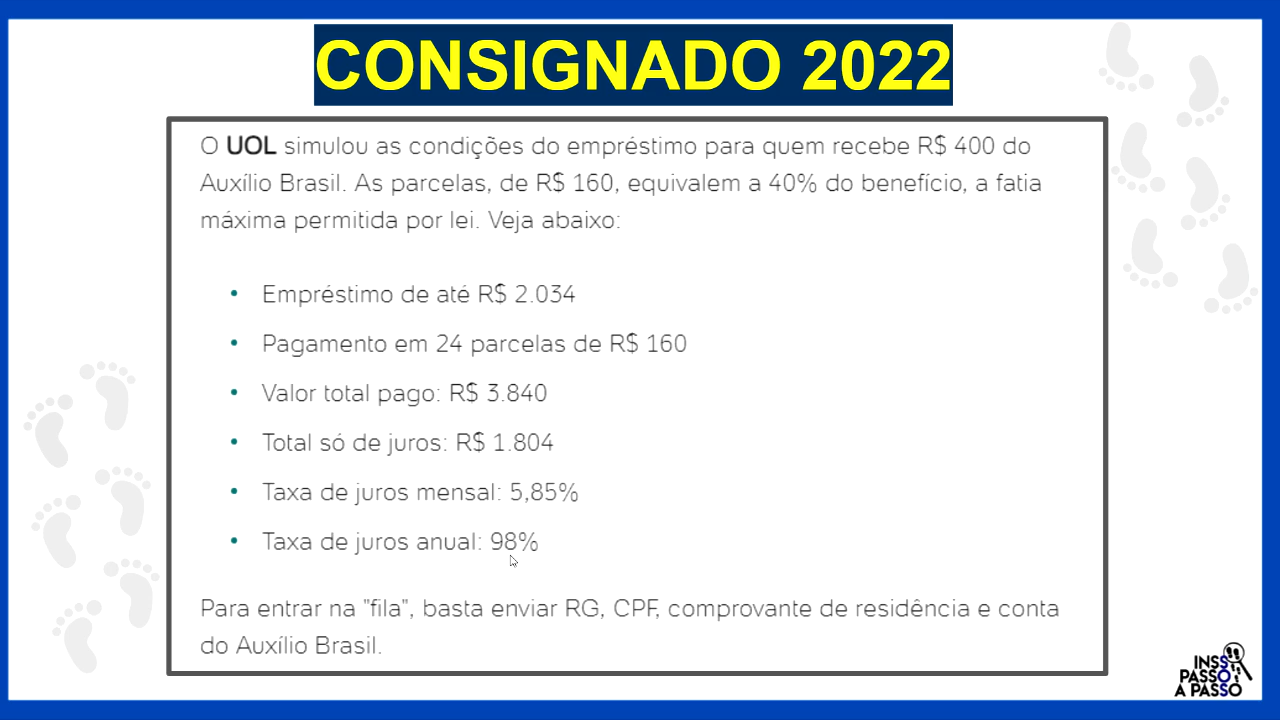 CONSIGNADO 2022
O UOL simulou as condições do empréstimo para quem recebe R$ 400 do
Auxílio Brasil. As parcelas, de R$ 160, equivalem a 40% do benefício, a fatia
máxima permitida por lei. Veja abaixo:
• Empréstimo de até R$ 2.034
• Pagamento em 24 parcelas de R$ 160
• Valor total pago: R$ 3.840
• Total só de juros: R$ 1.804
• Taxa de juros mensal: 5,85%
• Taxa de juros anual: 98%
Para entrar na "fila", basta enviar RG, CPF, comprovante de residência e conta
do Auxílio Brasil.
INSS
PASSO
A PASSO